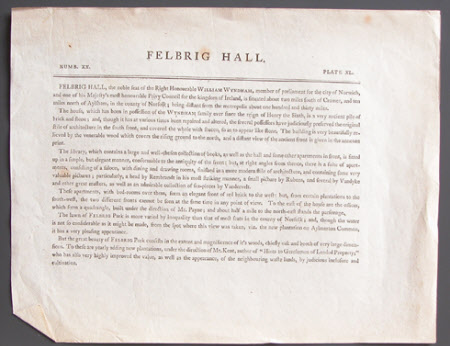 FELBRIG HALL.
NUMB. XX.
PLATE XL.
FELBRIG HALL, the noble seat of the Right Honourable WILLIAM WYNDHAM, member of parliament for the city of Norwich,
and one of his Majesty's most honourable Privy Council for the kingdom of Ireland, is situated about two miles south of Cromer, and ten
miles north of Aylsham, in the county of Norfolk; being distant from the metropolis about one hundred and thirty miles.
The house, which has been in possession of the WYNDHAM family ever since the reign of Henry the Sixth, is a very ancient pile of
brick and stone; and, though it has at various times been repaired and altered, the several possessors have judiciously preserved the original
stile of architecture in the south front, and covered the whole with stucco, so as to appear like stone. The building is very beautifully re-
lieved by the venerable wood which covers the rising ground to the north, and a distant view of the ancient front is given in the annexed
print.
The library, which contains a large and well-chosen collection of books, as well as the hall and some other apartments in front, is fitted
up in a simple, but elegant manner, conformable to the antiquity of the front; but, at right angles from thence, there is a suite of apart-
ments, consisting of a saloon, with dining and drawing rooms, finished in a more modern stile of architecture, and containing some very
valuable pictures; particularly, a head by Rembrandt in his most striking manner, a small picture by Rubens, and several by Vandyke
and other great masters, as well as an admirable collection of sea-pieces by Vandervelt.
These apartments, with bed-rooms over them, form an elegant front of red brick to the west; but, from certain plantations to the
south-west, the two different fronts cannot be seen at the same time in any point of view. To the east of the house are the offices,
which form a quadrangle, built under the direction of Mr. Paine; and about half a mile to the north-east stands the parsonage.
The lawn of FELBRIG PARK is more varied by inequality than that of most seats in the county of Norfolk; and, though the water
is not so considerable as it might be made, from the spot where this view was taken, viz. the new plantation on Aylmerton Common,
it has a very pleasing appearance.
But the great beauty of FELBRIG PARK consists in the extent and magnificence of it's woods, chiefly oak and beech of very large dimen-
sions. To these are yearly adding new plantations, under the direction of Mr. Kent, author of "Hints to Gentlemen of Landed Property;"
who has also very highly improved the value, as well as the appearance, of the neighbouring waste lands, by judicious inclosure and
cultivation.